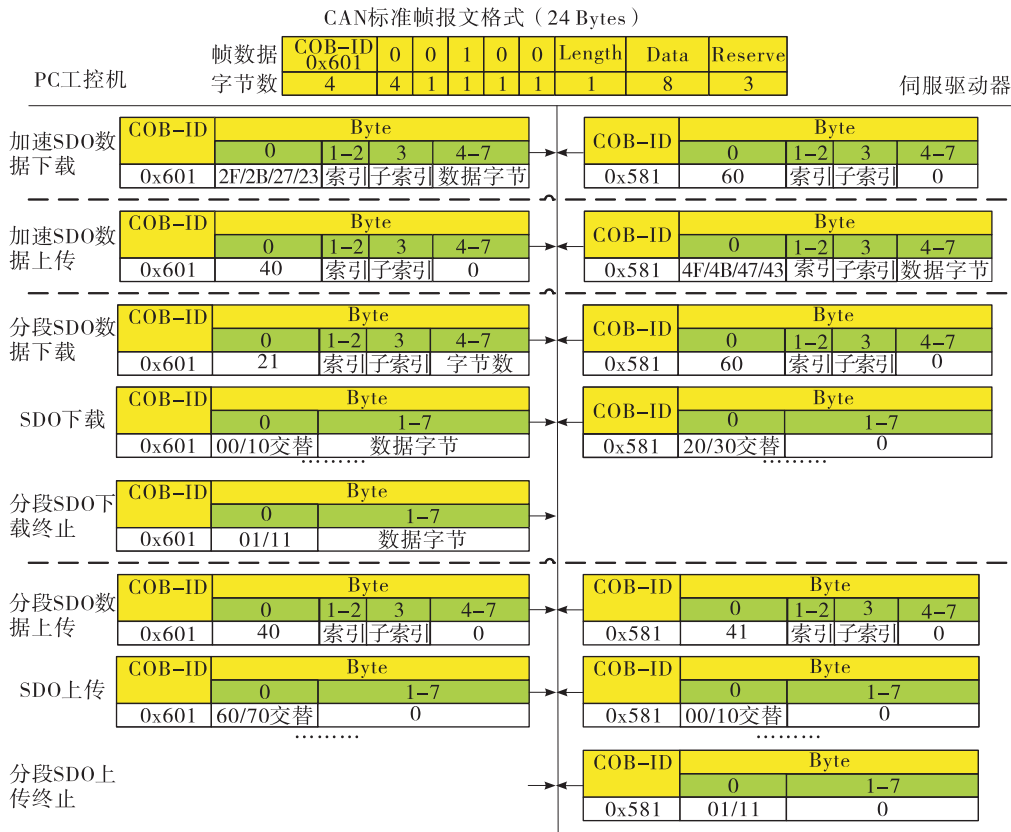 CAN标准帧报文格式（24 Bytes）
帧数据 COB-ID 0x601 0 0 1 0 0 Length Data Reserve
PC工控机 字节数 4 4 1 1 1 1 1 8 3 伺服驱动器
加速SDO数据下载
COB-ID Byte
0 1-2 3 4-7
0x601 2F/2B/27/23 索引 子索引 数据字节
COB-ID Byte
0 1-2 3 4-7
0x581 60 索引 子索引 0
加速SDO数据上传
COB-ID Byte
0 1-2 3 4-7
0x601 40 索引 子索引 0
COB-ID Byte
0 1-2 3 4-7
0x581 4F/4B/47/43 索引 子索引 数据字节
分段SDO数据下载
COB-ID Byte
0 1-2 3 4-7
0x601 21 索引 子索引 字节数
COB-ID Byte
0 1-2 3 4-7
0x581 60 索引 子索引 0
SDO下载
COB-ID Byte
0 1-7
0x601 00/10交替 数据字节
………
COB-ID Byte
0 1-7
0x581 20/30交替 0
………
分段SDO下载终止
COB-ID Byte
0 1-7
0x601 01/11 数据字节
分段SDO数据上传
COB-ID Byte
0 1-2 3 4-7
0x601 40 索引 子索引 0
COB-ID Byte
0 1-2 3 4-7
0x581 41 索引 子索引 0
SDO上传
COB-ID Byte
0 1-7
0x601 60/70交替 0
………
COB-ID Byte
0 1-7
0x581 00/10交替 0
………
分段SDO上传终止
COB-ID Byte
0 1-7
0x581 01/11 0